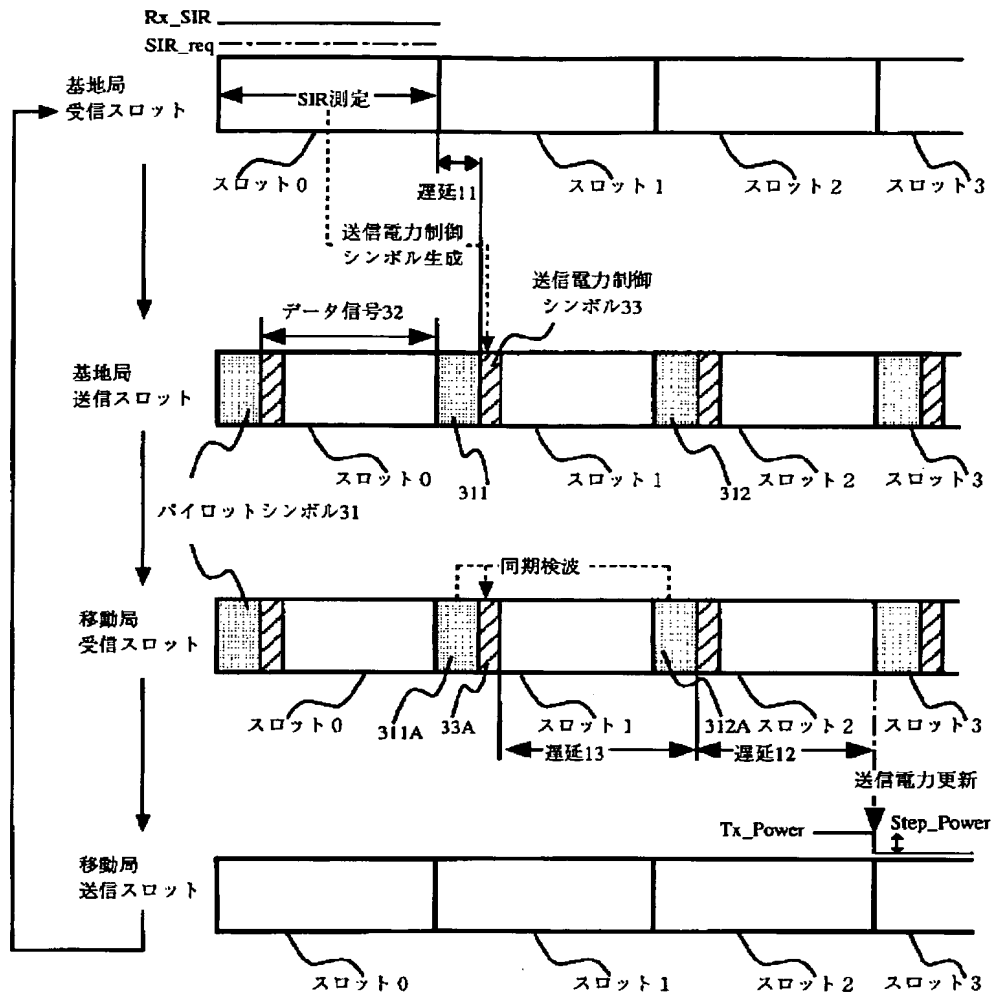 Rx_SIR
SIR_req
基地局
受信スロット
SIR測定
スロット0
遅延11
スロット1
スロット2
スロット3
送信電力制御
シンボル生成
送信電力制御
シンボル33
データ信号32
基地局
送信スロット
スロット0
311
スロット1
312
スロット2
スロット3
パイロットシンボル31
同期検波
移動局
受信スロット
スロット0
311A
33A
スロット1
312A
スロット2
スロット3
遅延13
遅延12
送信電力更新
Tx_Power
Step_Power
移動局
送信スロット
スロット0
スロット1
スロット2
スロット3